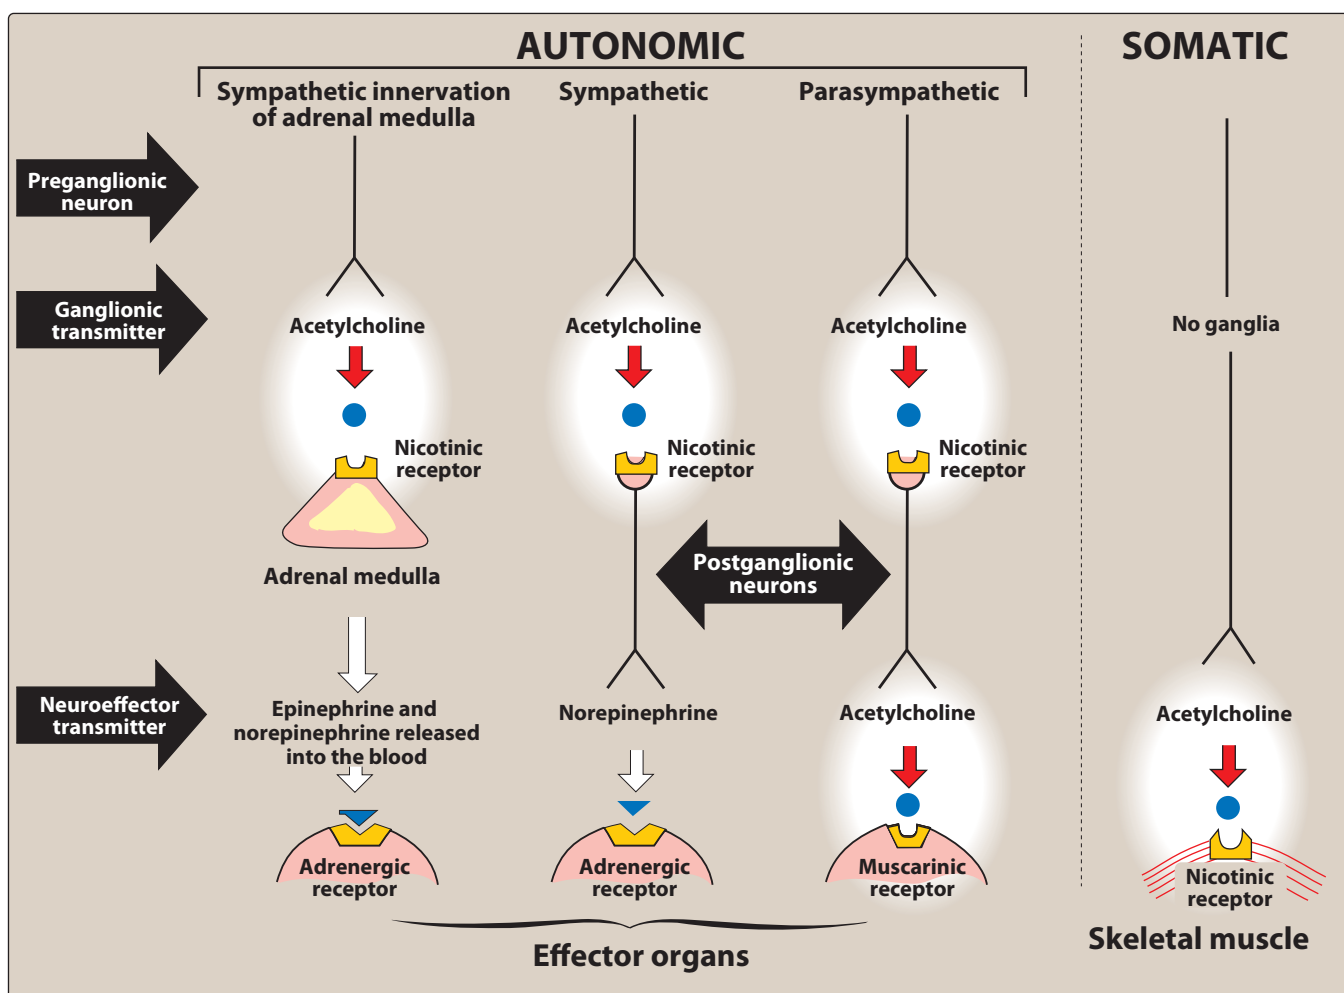 AUTONOMIC
SOMATIC
Sympathetic innervation
of adrenal medulla
Sympathetic
Parasympathetic
Preganglionic
neuron
Ganglionic
transmitter
Acetylcholine
Acetylcholine
Acetylcholine
No ganglia
Nicotinic
receptor
Nicotinic
receptor
Nicotinic
receptor
Adrenal medulla
Postganglionic
neurons
Neuroeffector
transmitter
Epinephrine and
norepinephrine released
into the blood
Norepinephrine
Acetylcholine
Acetylcholine
Adrenergic
receptor
Adrenergic
receptor
Muscarinic
receptor
Nicotinic
receptor
Effector organs
Skeletal muscle